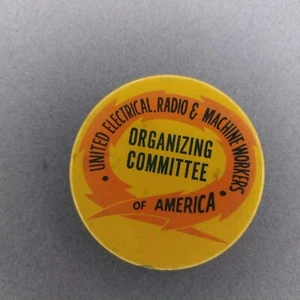 • UNITED ELECTRICAL, RADIO & MACHINE WORKERS •
ORGANIZING
COMMITTEE
OF AMERICA